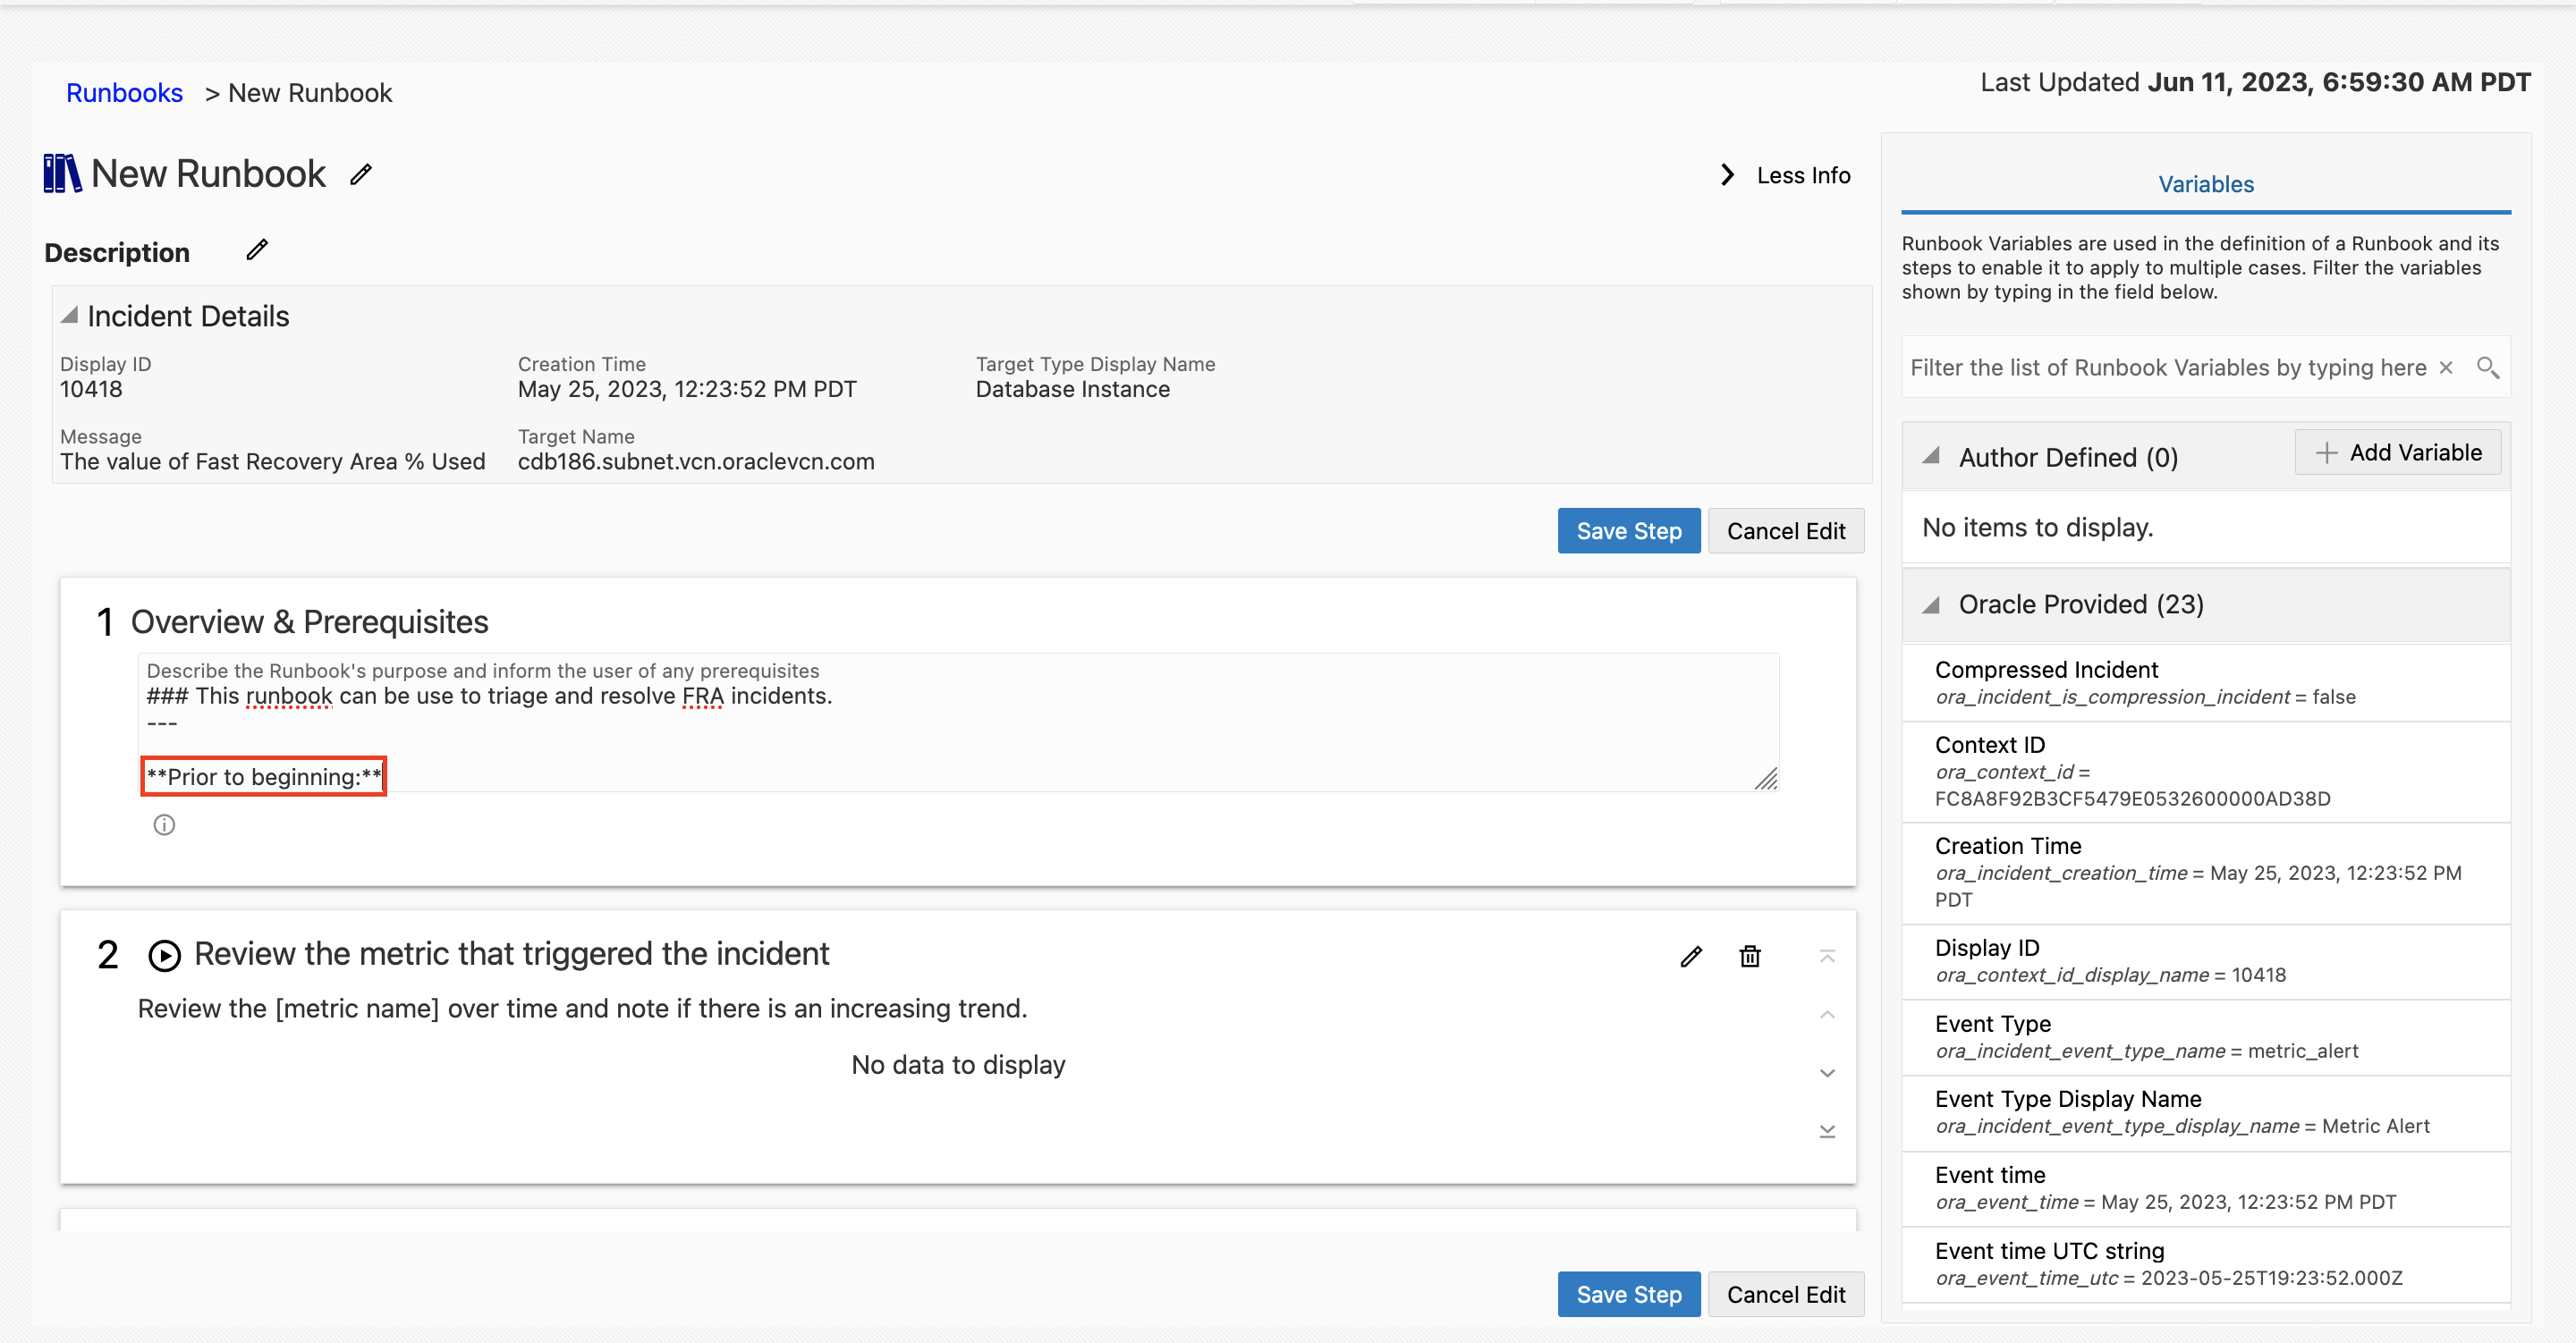 Runbooks > New Runbook
Last Updated Jun 11, 2023, 6:59:30 AM PDT
New Runbook
Less Info
Description
Incident Details
Display ID
10418
Creation Time
May 25, 2023, 12:23:52 PM PDT
Target Type Display Name
Database Instance
Message
The value of Fast Recovery Area % Used
Target Name
cdb186.subnet.vcn.oraclevcn.com
Save Step
Cancel Edit
1 Overview & Prerequisites
Describe the Runbook's purpose and inform the user of any prerequisites
### This runbook can be use to triage and resolve FRA incidents.
---
**Prior to beginning:**
2 Review the metric that triggered the incident
Review the [metric name] over time and note if there is an increasing trend.
No data to display
Save Step
Cancel Edit
Variables
Runbook Variables are used in the definition of a Runbook and its
steps to enable it to apply to multiple cases. Filter the variables
shown by typing in the field below.
Filter the list of Runbook Variables by typing here
Author Defined (0)
Add Variable
No items to display.
Oracle Provided (23)
Compressed Incident
ora_incident_is_compression_incident = false
Context ID
ora_context_id =
FC8A8F92B3CF5479E0532600000AD38D
Creation Time
ora_incident_creation_time = May 25, 2023, 12:23:52 PM
PDT
Display ID
ora_context_id_display_name = 10418
Event Type
ora_incident_event_type_name = metric_alert
Event Type Display Name
ora_incident_event_type_display_name = Metric Alert
Event time
ora_event_time = May 25, 2023, 12:23:52 PM PDT
Event time UTC string
ora_event_time_utc = 2023-05-25T19:23:52.000Z